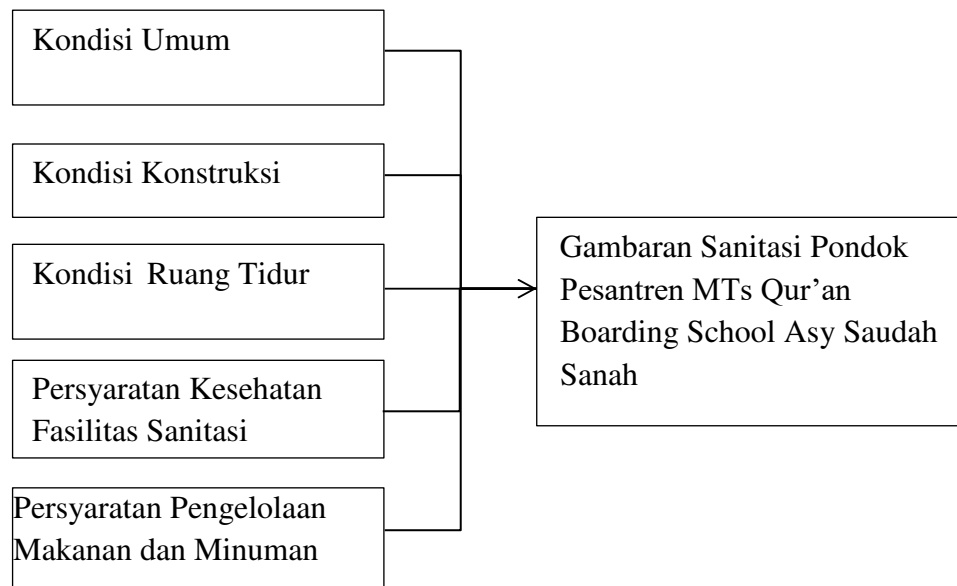 Kondisi Umum
Kondisi Konstruksi
Kondisi Ruang Tidur
Persyaratan Kesehatan
Fasilitas Sanitasi
Persyaratan Pengelolaan
Makanan dan Minuman
Gambaran Sanitasi Pondok
Pesantren MTs Qur’an
Boarding School Asy Saudah
Sanah